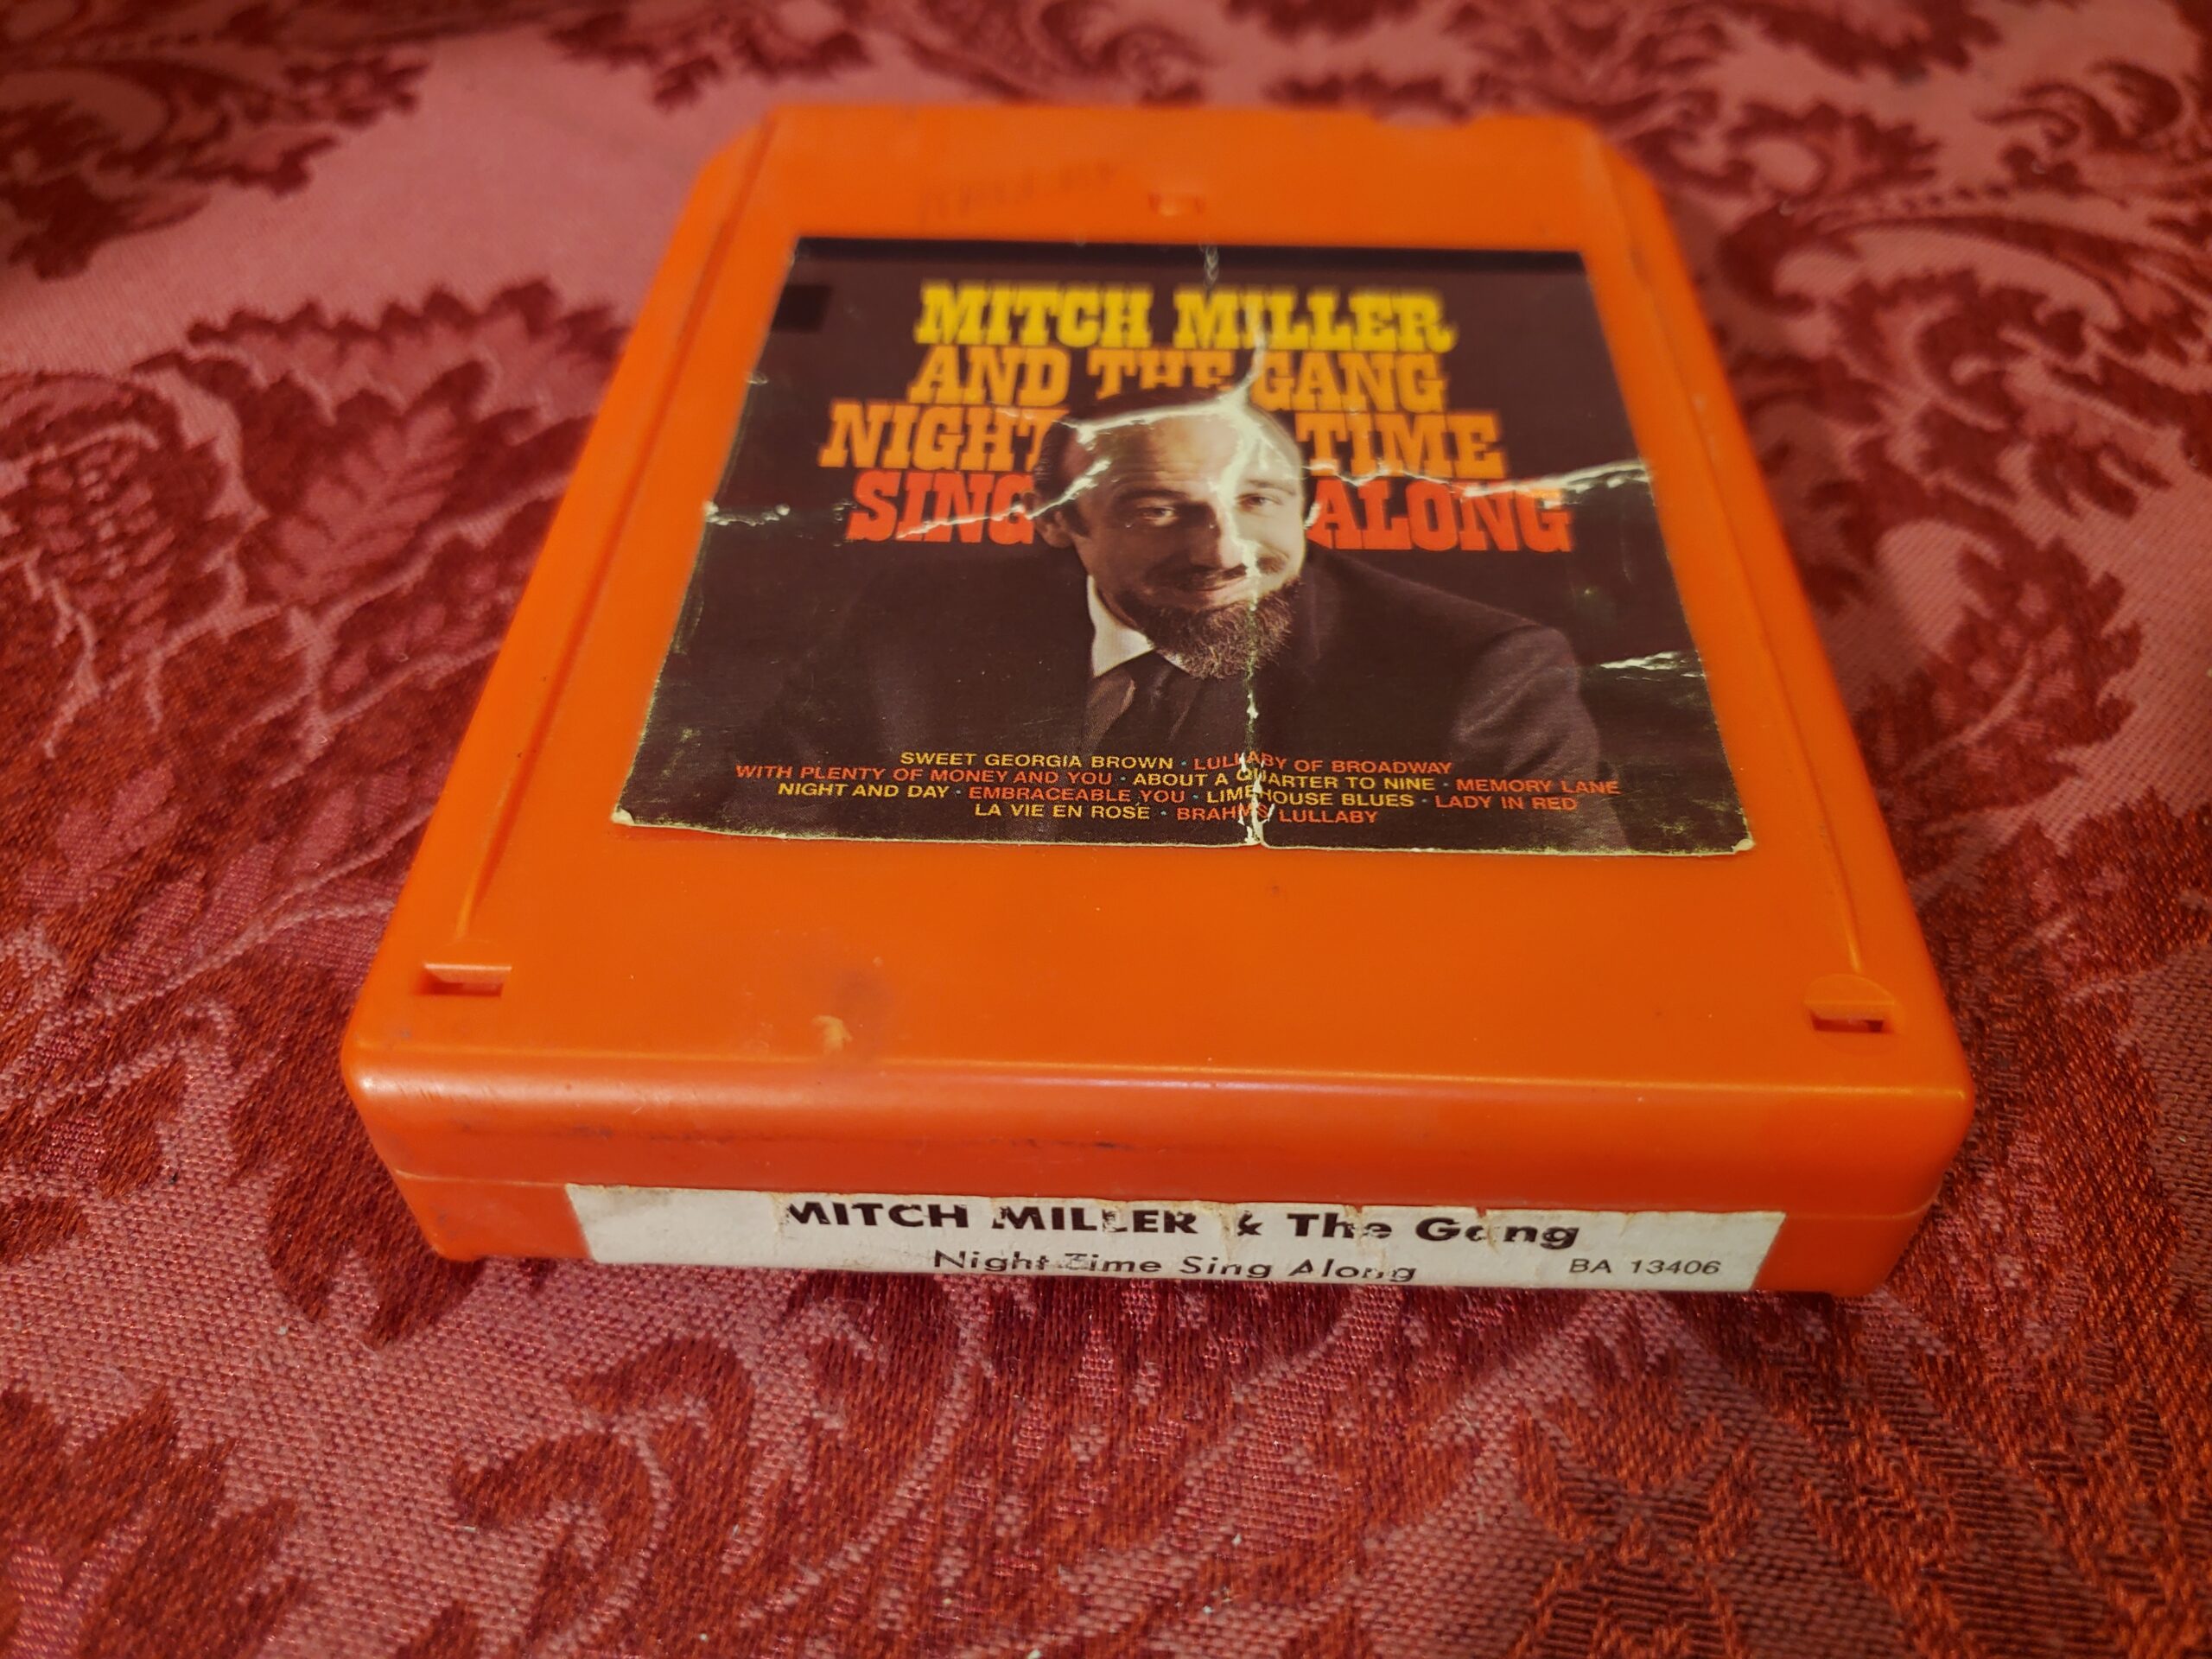 MITCH MILLER
AND THE GANG
NIGHT TIME
SING ALONG
SWEET GEORGIA BROWN · LULLABY OF BROADWAY
WITH PLENTY OF MONEY AND YOU · ABOUT A QUARTER TO NINE · MEMORY LANE
NIGHT AND DAY · EMBRACEABLE YOU · LIMEHOUSE BLUES · LADY IN RED
LA VIE EN ROSE · BRAHMS' LULLABY
MITCH MILLER & The Gang
Night Time Sing Along BA 13406